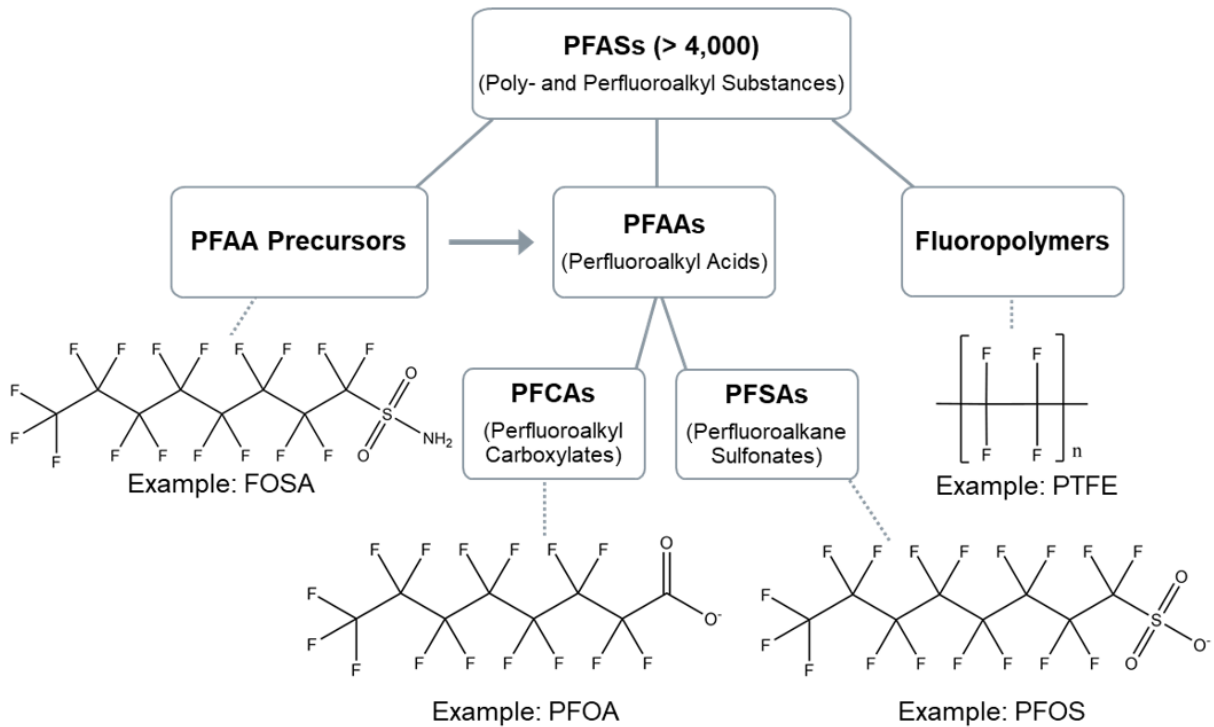 PFASs (> 4,000)
(Poly- and Perfluoroalkyl Substances)
PFAA Precursors
PFAAs
(Perfluoroalkyl Acids)
Fluoropolymers
F F F F F F F F
F
F
F
F F F F F F
O
S
O
NH2
Example: FOSA
PFCAs
(Perfluoroalkyl
Carboxylates)
PFSAs
(Perfluoroalkane
Sulfonates)
F F
F F
n
Example: PTFE
F F F F F F
O
F
F
F
F F F F F F
O-
Example: PFOA
F F F F F F F F
F
F
F
F F F F F F
O
S
O
O-
Example: PFOS